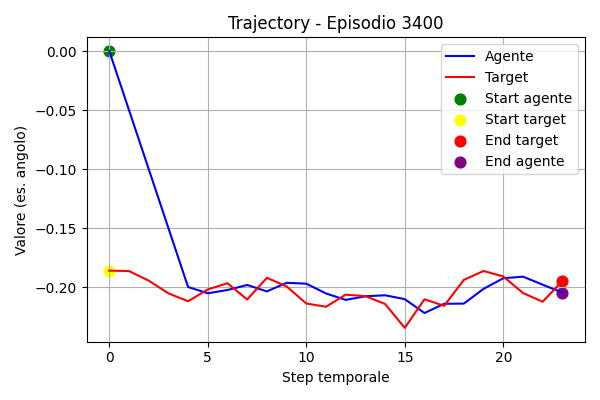 Trajectory - Episodio 3400
Agente
Target
Start agente
Start target
End target
End agente
Valore (es. angolo)
0.00
−0.05
−0.10
−0.15
−0.20
0 5 10 15 20
Step temporale